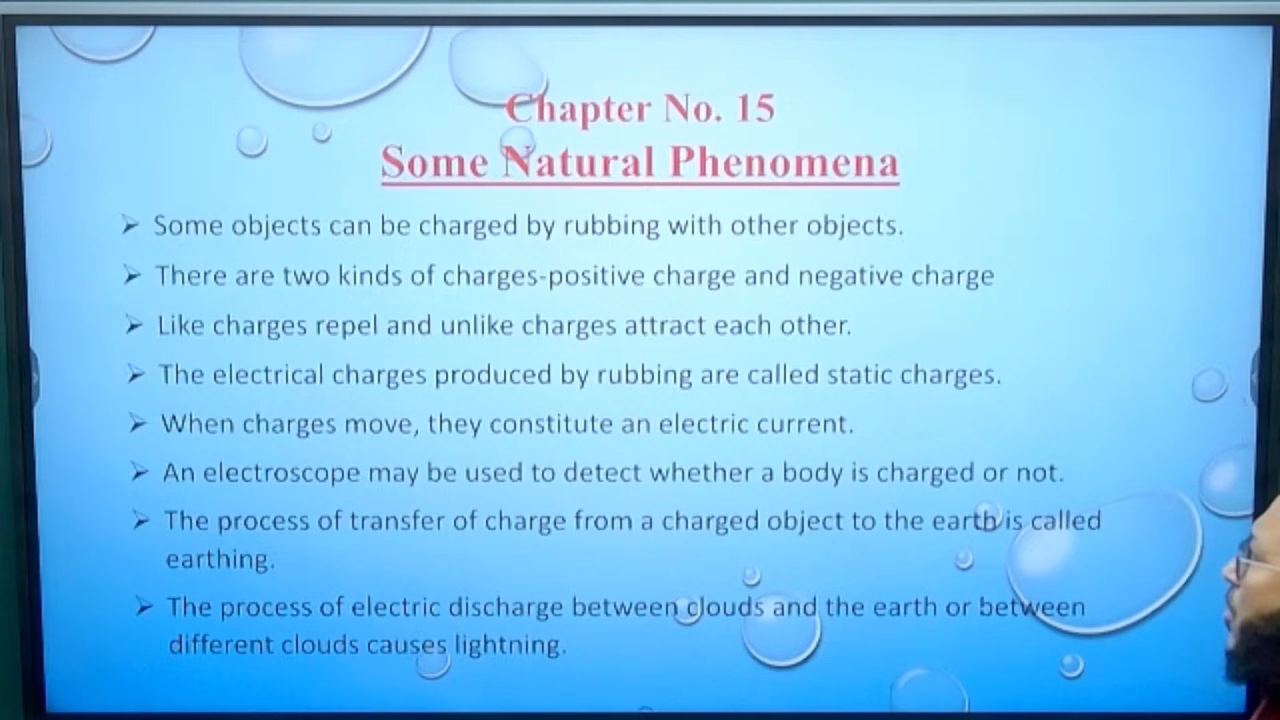 Chapter No. 15
Some Natural Phenomena
➢ Some objects can be charged by rubbing with other objects.
➢ There are two kinds of charges-positive charge and negative charge
➢ Like charges repel and unlike charges attract each other.
➢ The electrical charges produced by rubbing are called static charges.
➢ When charges move, they constitute an electric current.
➢ An electroscope may be used to detect whether a body is charged or not.
➢ The process of transfer of charge from a charged object to the earth is called
earthing.
➢ The process of electric discharge between clouds and the earth or between
different clouds causes lightning.